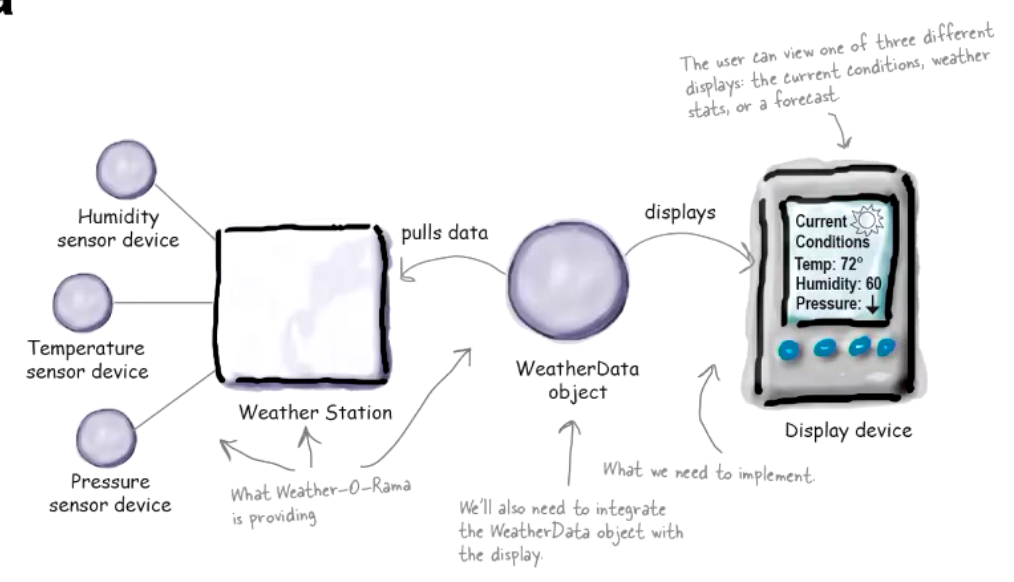 The user can view one of three different
displays: the current conditions, weather
stats, or a forecast
Humidity
sensor device
pulls data
displays
Current
Conditions
Temp: 72°
Humidity: 60
Pressure:
Temperature
sensor device
WeatherData
object
Weather Station
Display device
Pressure
sensor device
What Weather-O-Rama
is providing
What we need to implement.
We'll also need to integrate
the WeatherData object with
the display.